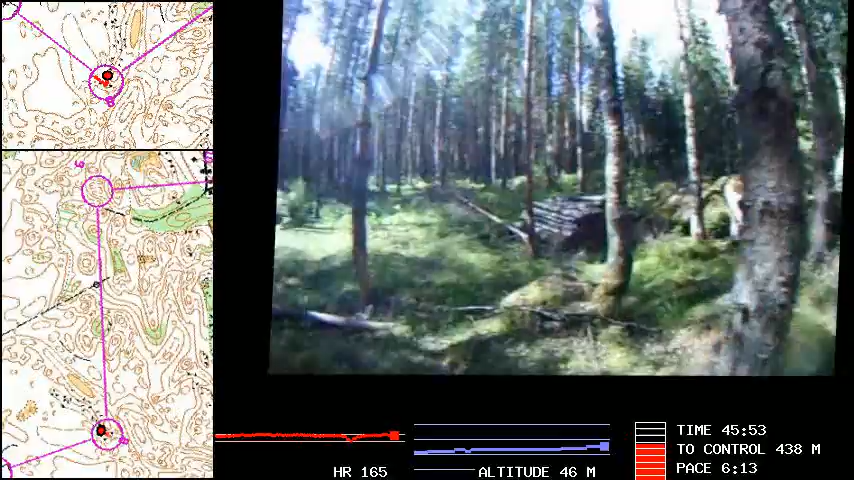 TIME 45:53
TO CONTROL 438 M
PACE 6:13
HR 165
ALTITUDE 46 M